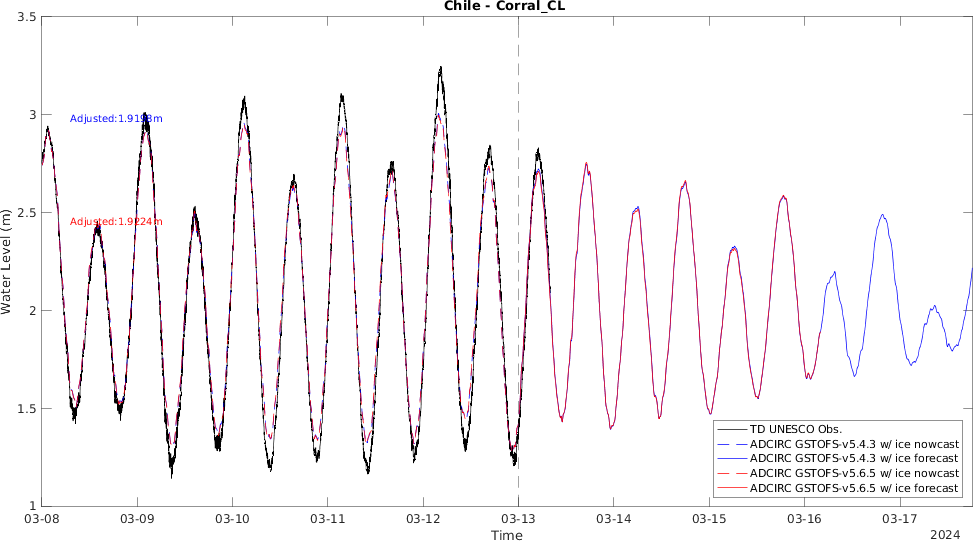 Chile - Corral_CL
3.5
3
2.5
2
1.5
1
Water Level (m)
Adjusted:1.9193m
Adjusted:1.9224m
TD UNESCO Obs.
ADCIRC GSTOFS-v5.4.3 w/ ice nowcast
ADCIRC GSTOFS-v5.4.3 w/ ice forecast
ADCIRC GSTOFS-v5.6.5 w/ ice nowcast
ADCIRC GSTOFS-v5.6.5 w/ ice forecast
03-08 03-09 03-10 03-11 03-12 03-13 03-14 03-15 03-16 03-17
Time
2024